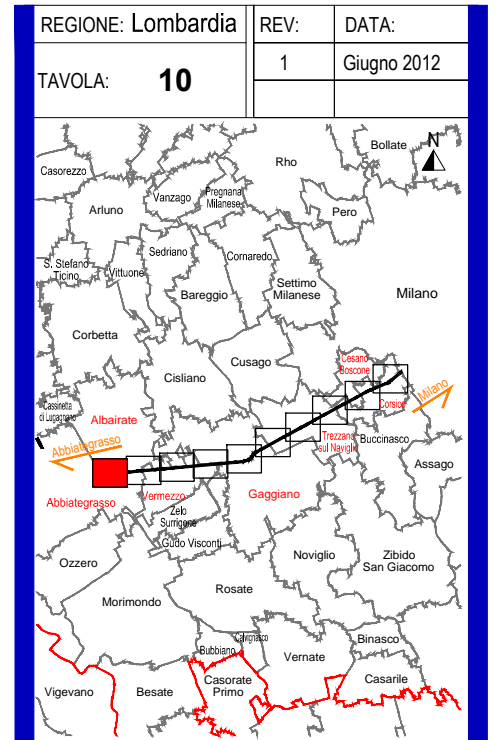 REGIONE: Lombardia
REV:
DATA:
TAVOLA: 10
1
Giugno 2012
Bollate
N
Rho
Casorezzo
Pregnana
Milanese
Vanzago
Arluno
Pero
Sedriano
Cornaredo
S. Stefano
Ticino
Vittuone
Settimo
Milanese
Bareggio
Milano
Corbetta
Cusago
Cesano
Boscone
Cisliano
Milano
Corsico
Cassinetta
di Lugagnano
Albairate
Trezzano
sul Naviglio
Buccinasco
Abbiategrasso
Assago
Abbiategrasso
Vermezzo
Gaggiano
Zelo
Surrigone
Gudo Visconti
Noviglio
Zibido
San Giacomo
Ozzero
Rosate
Morimondo
Calvignasco
Bubbiano
Binasco
Vernate
Vigevano
Besate
Casorate
Primo
Casarile